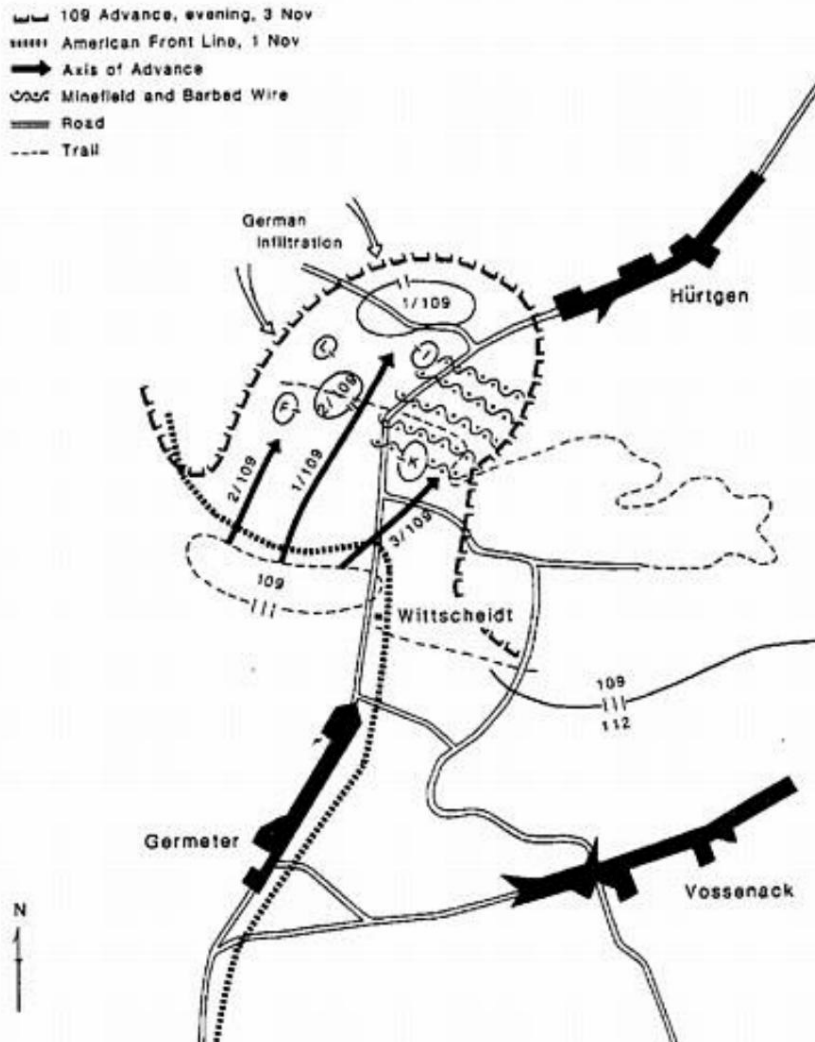 109 Advance, evening, 3 Nov
American Front Line, 1 Nov
Axis of Advance
Minefield and Barbed Wire
Road
Trail
German
Infiltration
1/109
Hürtgen
L
I
2/109
F
K
2/109
1/109
3/109
109
Wittscheidt
109
112
Germeter
Vossenack
N